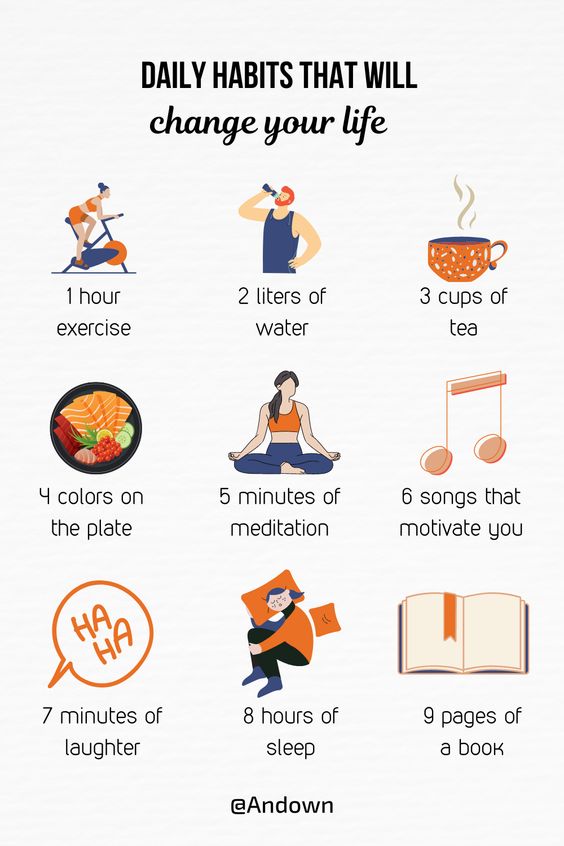 DAILY HABITS THAT WILL
change your life
1 hour
exercise
2 liters of
water
3 cups of
tea
4 colors on
the plate
5 minutes of
meditation
6 songs that
motivate you
HA
HA
7 minutes of
laughter
8 hours of
sleep
9 pages of
a book
@Andown